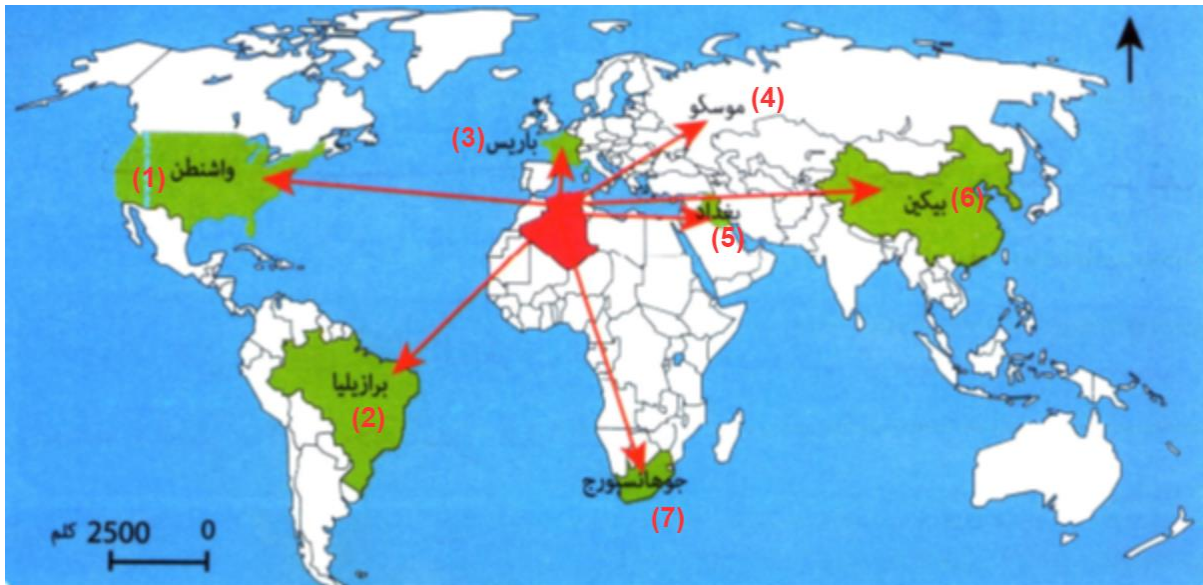 موسكو (4)
(3) باريس
(1) واشنطن
بيكين (6)
بغداد
(5)
برازيليا
(2)
جوهانسبورج
(7)
0 2500 كلم